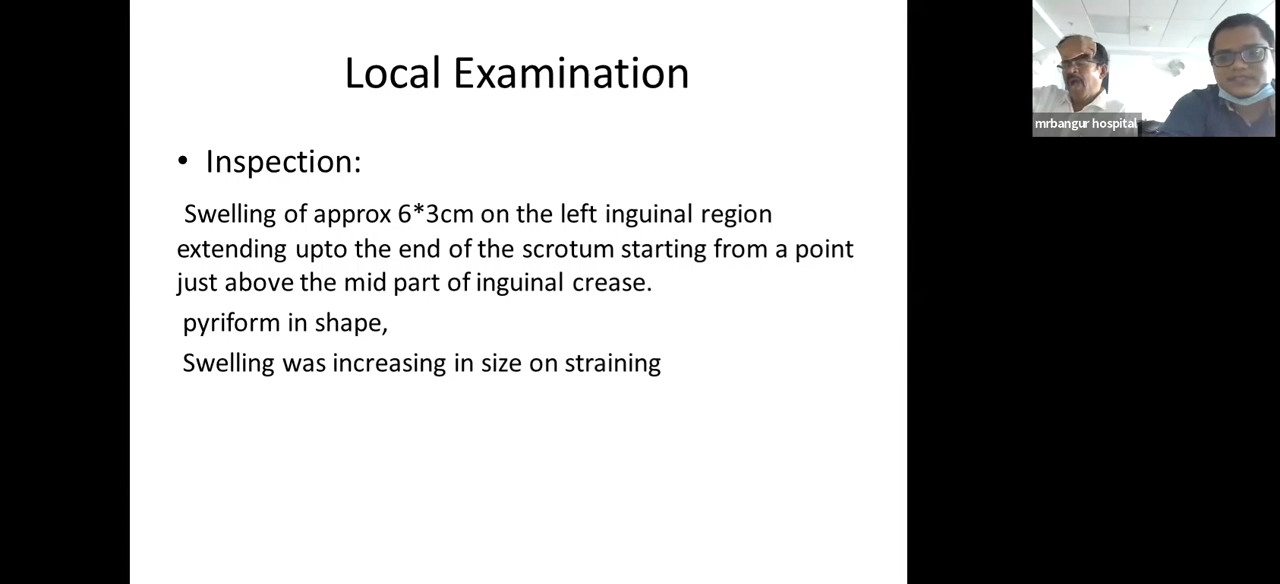 Local Examination
• Inspection:
Swelling of approx 6*3cm on the left inguinal region
extending upto the end of the scrotum starting from a point
just above the mid part of inguinal crease.
pyriform in shape,
Swelling was increasing in size on straining
mrbangur hospital